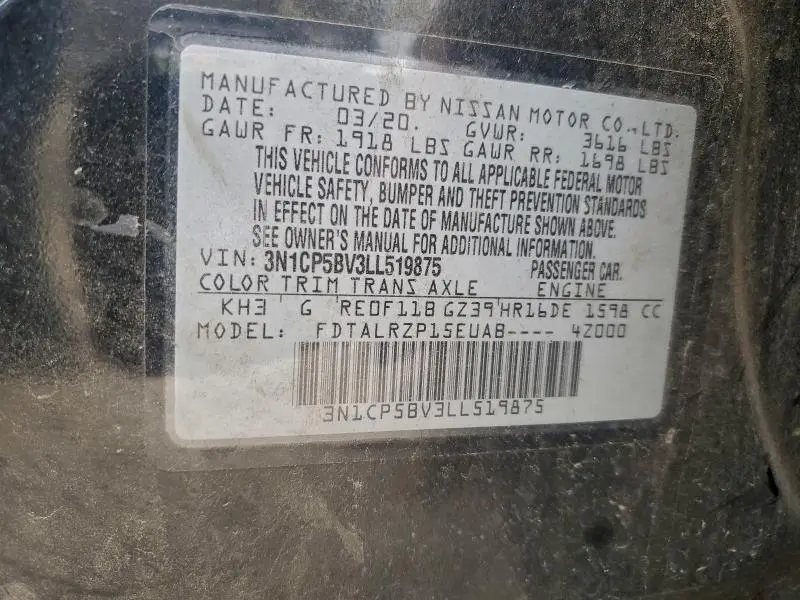 MANUFACTURED BY NISSAN MOTOR CO.,LTD.
DATE: 03/20. GVWR: 3616 LBS
GAWR FR: 1918 LBS GAWR RR: 1698 LBS
THIS VEHICLE CONFORMS TO ALL APPLICABLE FEDERAL MOTOR
VEHICLE SAFETY, BUMPER AND THEFT PREVENTION STANDARDS
IN EFFECT ON THE DATE OF MANUFACTURE SHOWN ABOVE.
SEE OWNER'S MANUAL FOR ADDITIONAL INFORMATION.
VIN: 3N1CP5BV3LL519875 PASSENGER CAR.
COLOR TRIM TRANS AXLE ENGINE
KH3 G RE0F11B GZ39 HR16DE 1598 CC
MODEL: FDTALRZP15EUAB---- 4Z000
3N1CP5BV3LL519875